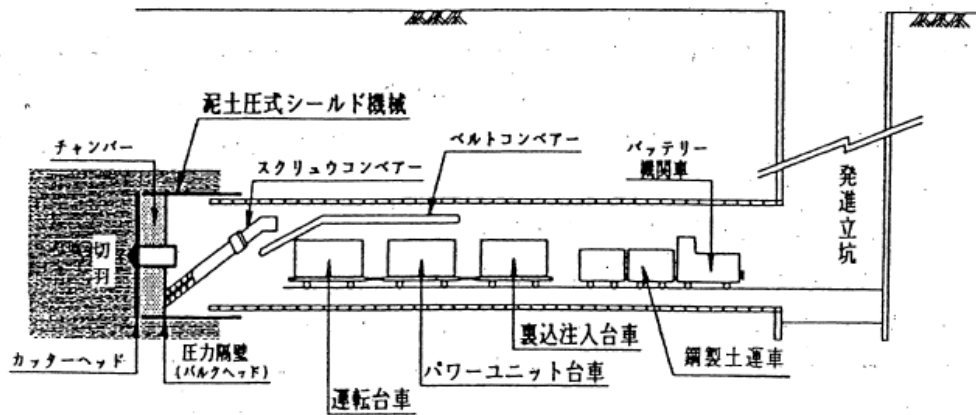 泥土圧式シールド機械
ベルトコンベアー
チャンバー
スクリュウコンベアー
バッテリー
機関車
発進立坑
切羽
裏込注入台車
カッターヘッド
圧力隔壁
(バルクヘッド)
運転台車
パワーユニット台車
鋼製土運車